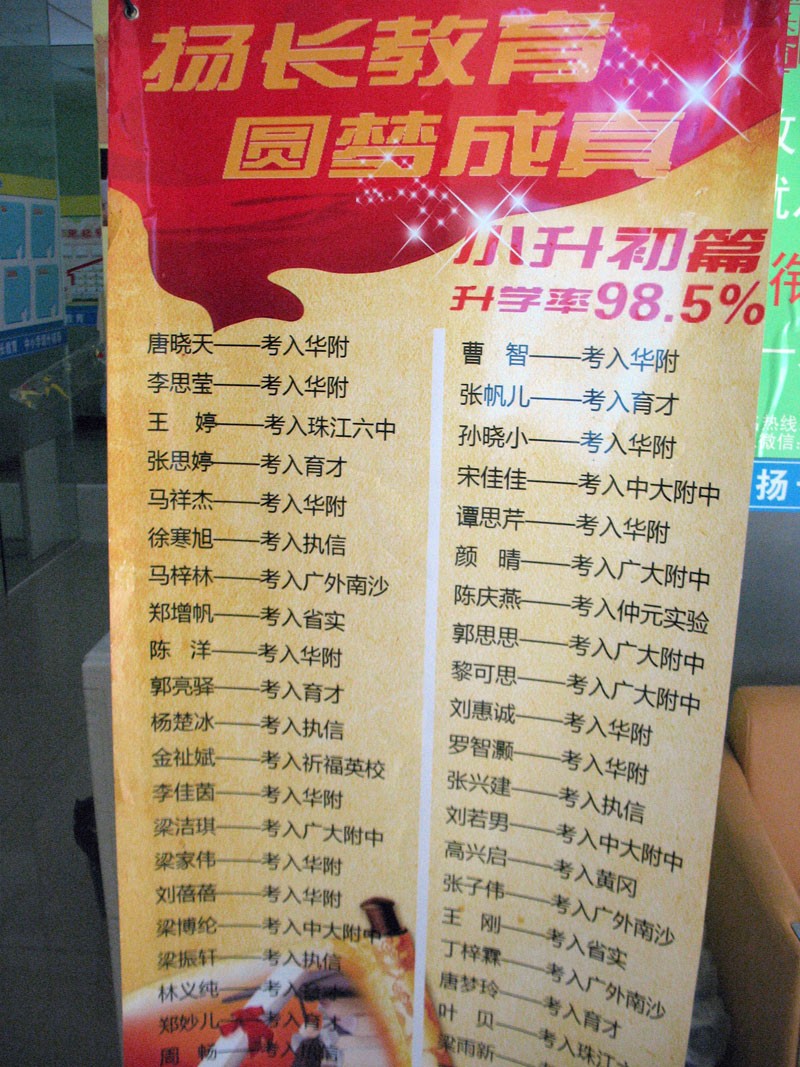 扬长教育
圆梦成真
小升初篇
升学率98.5%
唐晓天——考入华附
李思莹——考入华附
王　婷——考入珠江六中
张思婷——考入育才
马祥杰——考入华附
徐寒旭——考入执信
马梓林——考入广外南沙
郑增帆——考入省实
陈　洋——考入华附
郭亮驿——考入育才
杨楚冰——考入执信
金祉斌——考入祈福英校
李佳茵——考入华附
梁洁琪——考入广大附中
梁家伟——考入华附
刘蓓蓓——考入华附
梁博纶——考入中大附中
梁振轩——考入执信
林义纯——考入
郑妙儿——考入育才
周　畅——考入执信
曹　智——考入华附
张帆儿——考入育才
孙晓小——考入华附
宋佳佳——考入中大附中
谭思芹——考入华附
颜　晴——考入广大附中
陈庆燕——考入仲元实验
郭思思——考入广大附中
黎可思——考入广大附中
刘惠诚——考入华附
罗智灏——考入华附
张兴建——考入执信
刘若男——考入中大附中
高兴启——考入黄冈
张子伟——考入广外南沙
王　刚——考入省实
丁梓霖——考入广外南沙
唐梦玲——考入育才
叶　贝——考入珠江六
梁雨新——考入
衔
热线
微信:
扬